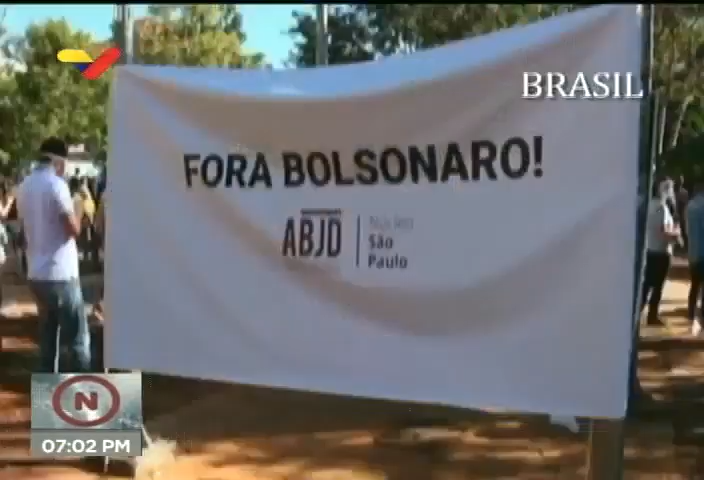 BRASIL
FORA BOLSONARO!
ABJD
Núcleo
São
Paulo
N
07:02 PM